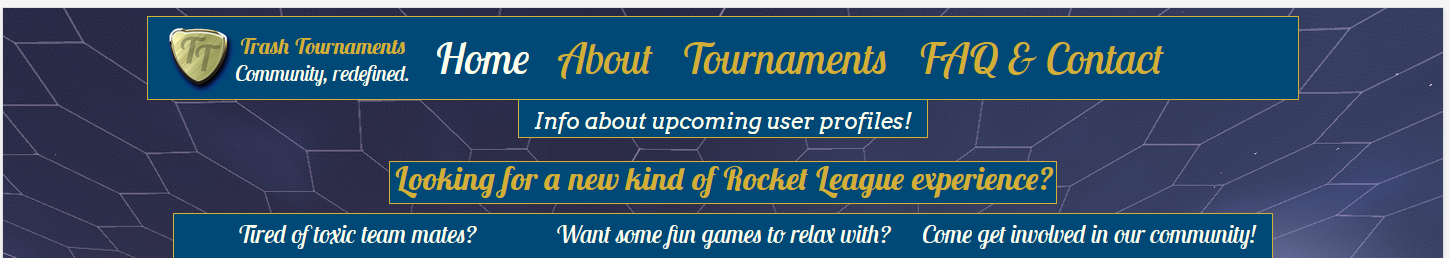 TT
Trash Tournaments
Community, redefined.
Home About Tournaments FAQ & Contact
Info about upcoming user profiles!
Looking for a new kind of Rocket League experience?
Tired of toxic team mates? Want some fun games to relax with? Come get involved in our community!